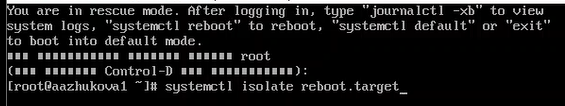 You are in rescue mode. After logging in, type "journalctl -xb" to view
system logs, "systemctl reboot" to reboot, "systemctl default" or "exit"
to boot into default mode.
root
( Control-D ):
[root@aazhukova1 ~]# systemctl isolate reboot.target_